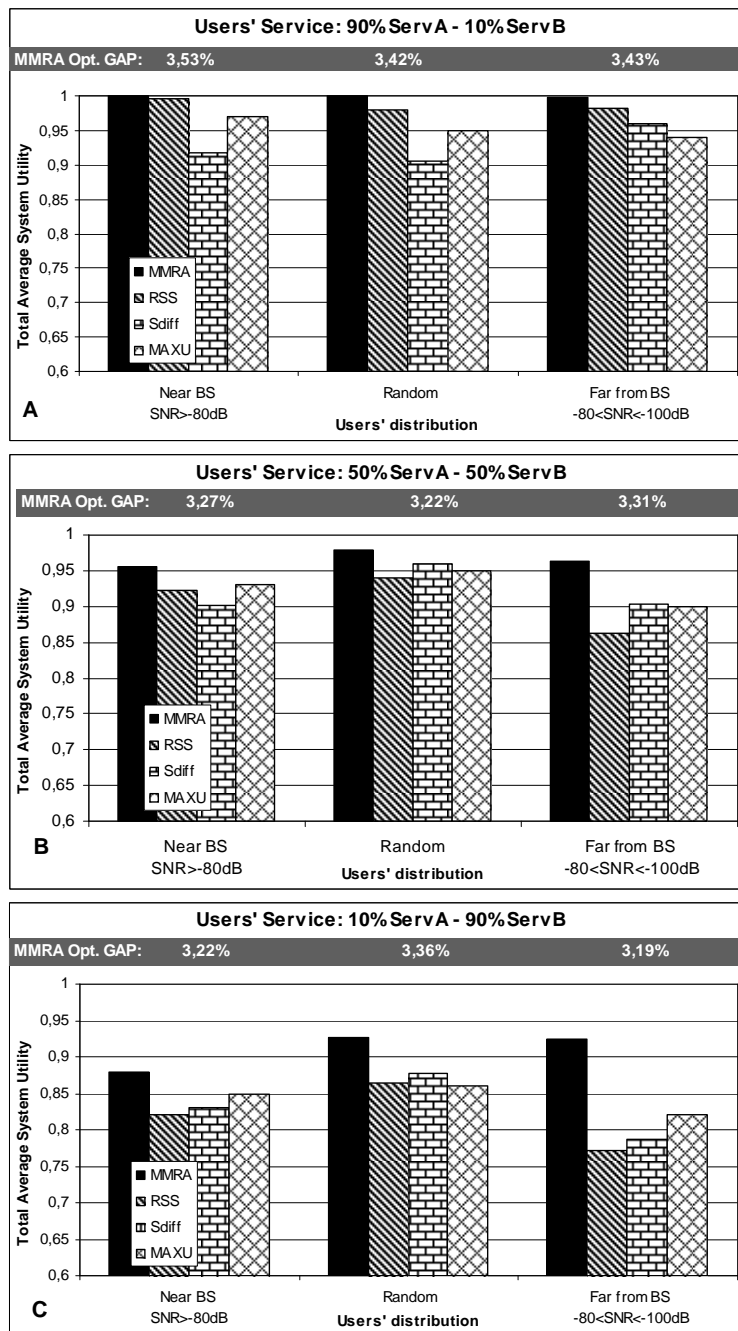 Users' Service: 90%ServA - 10%ServB
MMRA Opt. GAP: 3,53% 3,42% 3,43%
1
0,95
0,9
0,85
0,8
0,75
0,7
0,65
0,6
Total Average System Utility
MMRA
RSS
Sdiff
MAXU
Near BS
SNR>-80dB
Random
Far from BS
-80<SNR<-100dB
Users' distribution
A
Users' Service: 50%ServA - 50%ServB
MMRA Opt. GAP: 3,27% 3,22% 3,31%
1
0,95
0,9
0,85
0,8
0,75
0,7
0,65
0,6
Total Average System Utility
MMRA
RSS
Sdiff
MAXU
Near BS
SNR>-80dB
Random
Far from BS
-80<SNR<-100dB
Users' distribution
B
Users' Service: 10%ServA - 90%ServB
MMRA Opt. GAP: 3,22% 3,36% 3,19%
1
0,95
0,9
0,85
0,8
0,75
0,7
0,65
0,6
Total Average System Utility
MMRA
RSS
Sdiff
MAXU
Near BS
SNR>-80dB
Random
Far from BS
-80<SNR<-100dB
Users' distribution
C